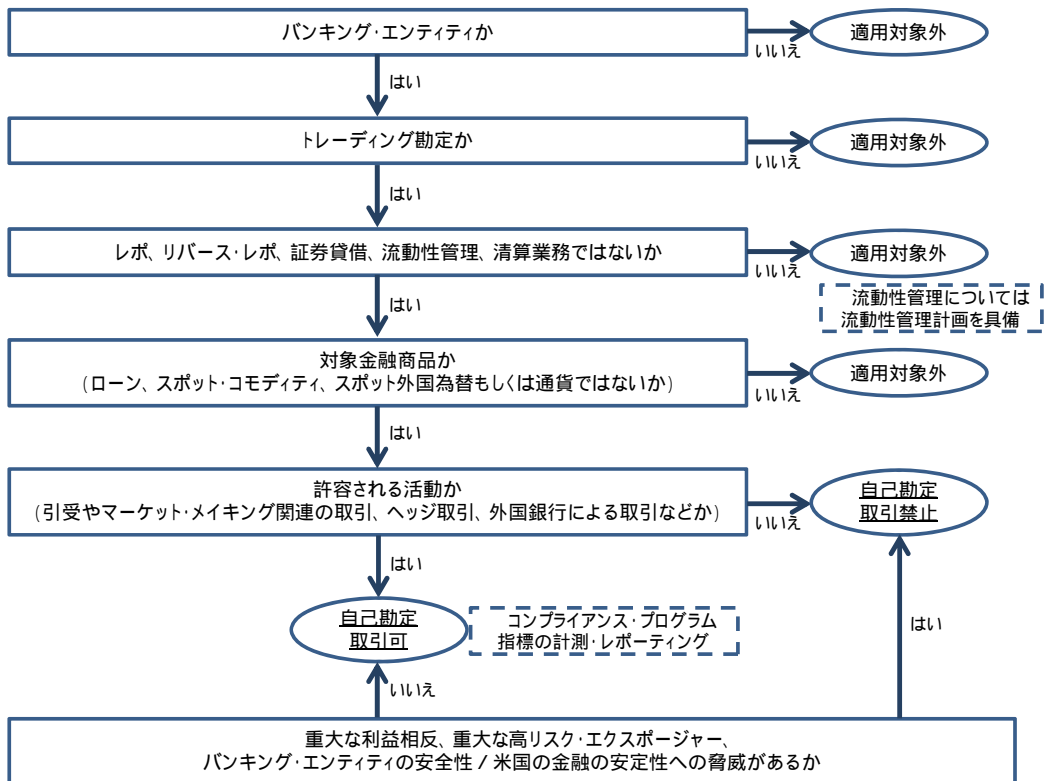 バンキング・エンティティか
いいえ
適用対象外
はい
トレーディング勘定か
いいえ
適用対象外
はい
レポ、リバース・レポ、証券貸借、流動性管理、清算業務ではないか
いいえ
適用対象外
はい
流動性管理については
流動性管理計画を具備
対象金融商品か
(ローン、スポット・コモディティ、スポット外国為替もしくは通貨ではないか)
いいえ
適用対象外
はい
許容される活動か
(引受やマーケット・メイキング関連の取引、ヘッジ取引、外国銀行による取引などか)
いいえ
自己勘定
取引禁止
はい
自己勘定
取引可
コンプライアンス・プログラム
指標の計測・レポーティング
はい
いいえ
重大な利益相反、重大な高リスク・エクスポージャー、
バンキング・エンティティの安全性 / 米国の金融の安定性への脅威があるか